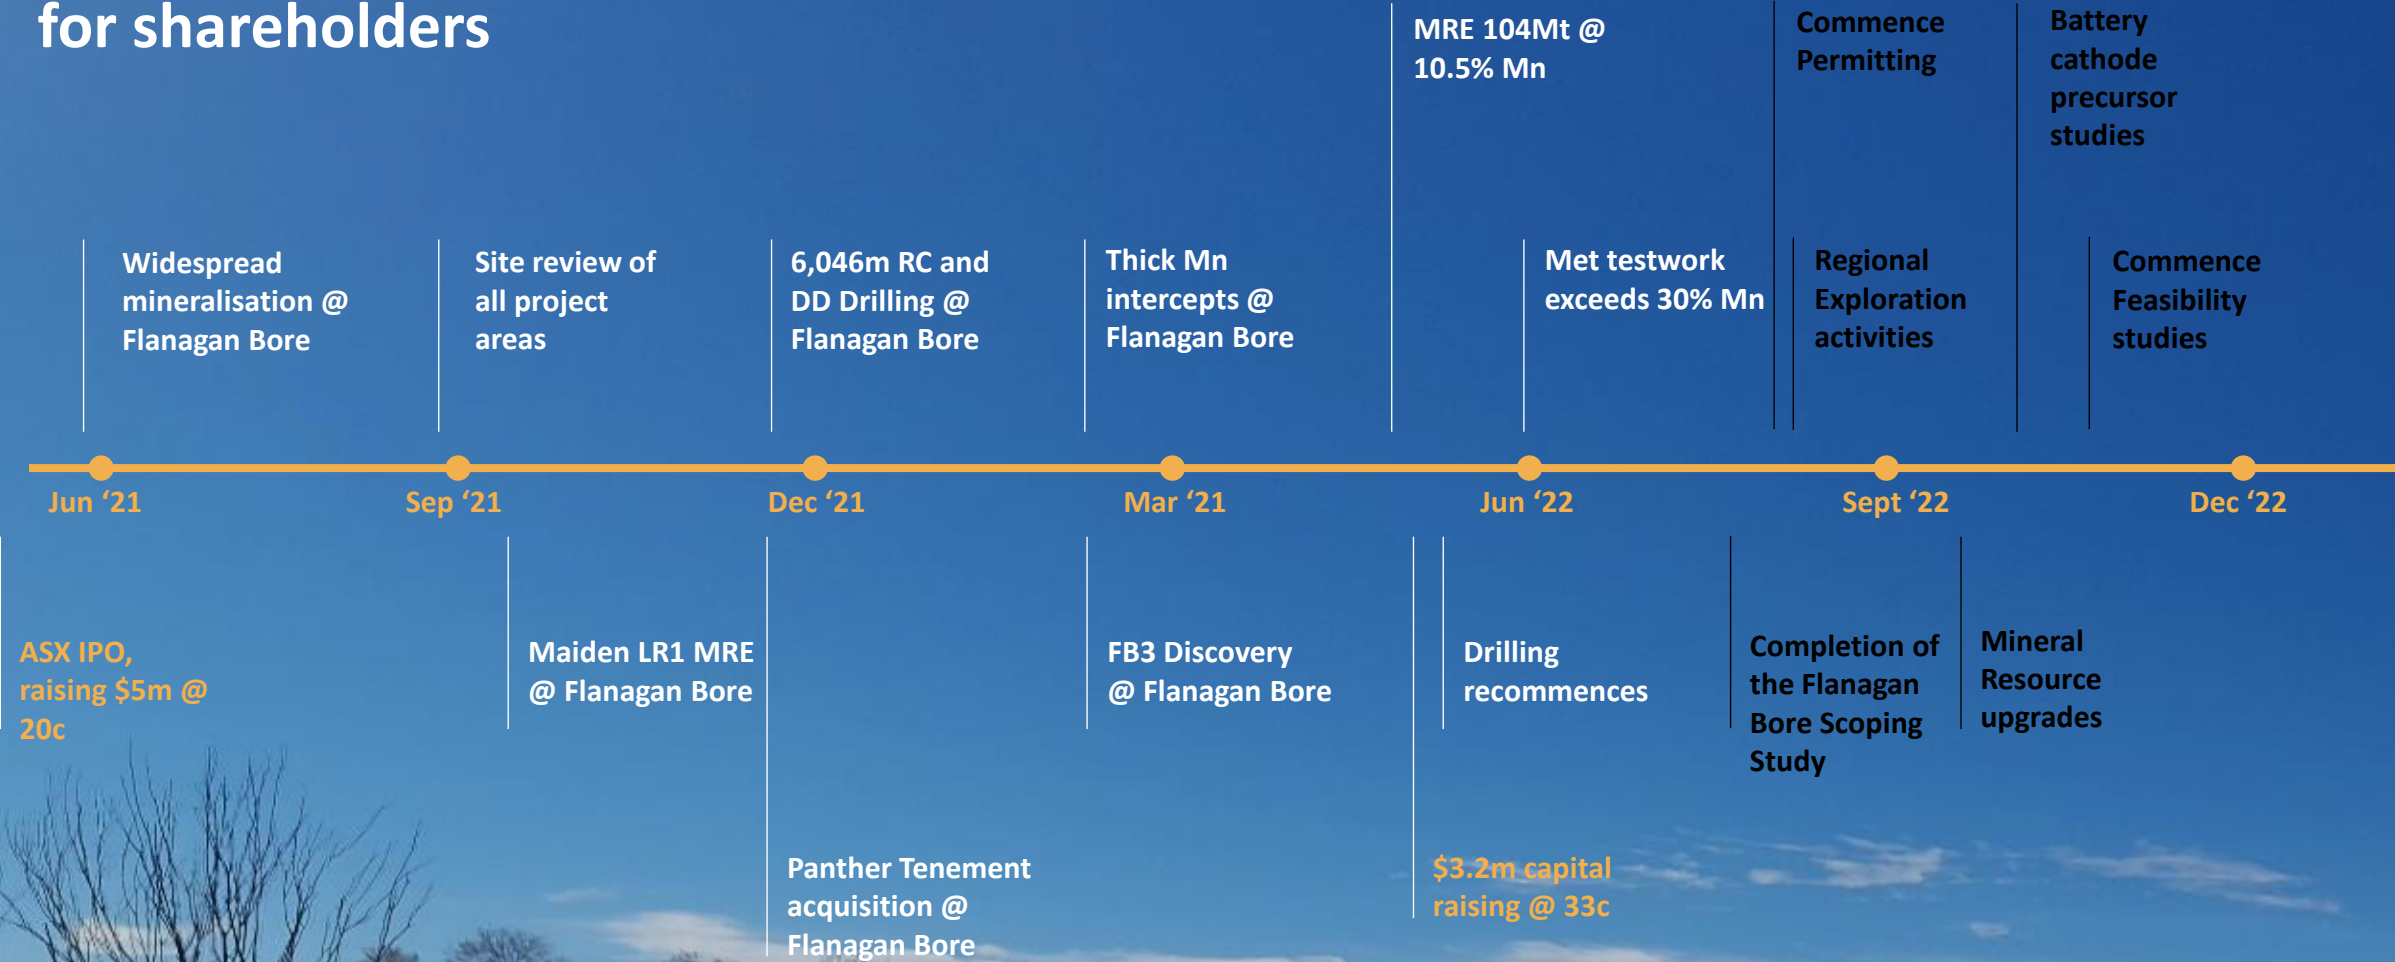 for shareholders
MRE 104Mt @
10.5% Mn
Commence
Permitting
Battery
cathode
precursor
studies
Widespread
mineralisation @
Flanagan Bore
Site review of
all project
areas
6,046m RC and
DD Drilling @
Flanagan Bore
Thick Mn
intercepts @
Flanagan Bore
Met testwork
exceeds 30% Mn
Regional
Exploration
activities
Commence
Feasibility
studies
Jun ‘21
Sep ‘21
Dec ‘21
Mar ‘21
Jun ‘22
Sept ‘22
Dec ‘22
ASX IPO,
raising $5m @
20c
Maiden LR1 MRE
@ Flanagan Bore
Panther Tenement
acquisition @
Flanagan Bore
FB3 Discovery
@ Flanagan Bore
Drilling
recommences
$3.2m capital
raising @ 33c
Completion of
the Flanagan
Bore Scoping
Study
Mineral
Resource
upgrades